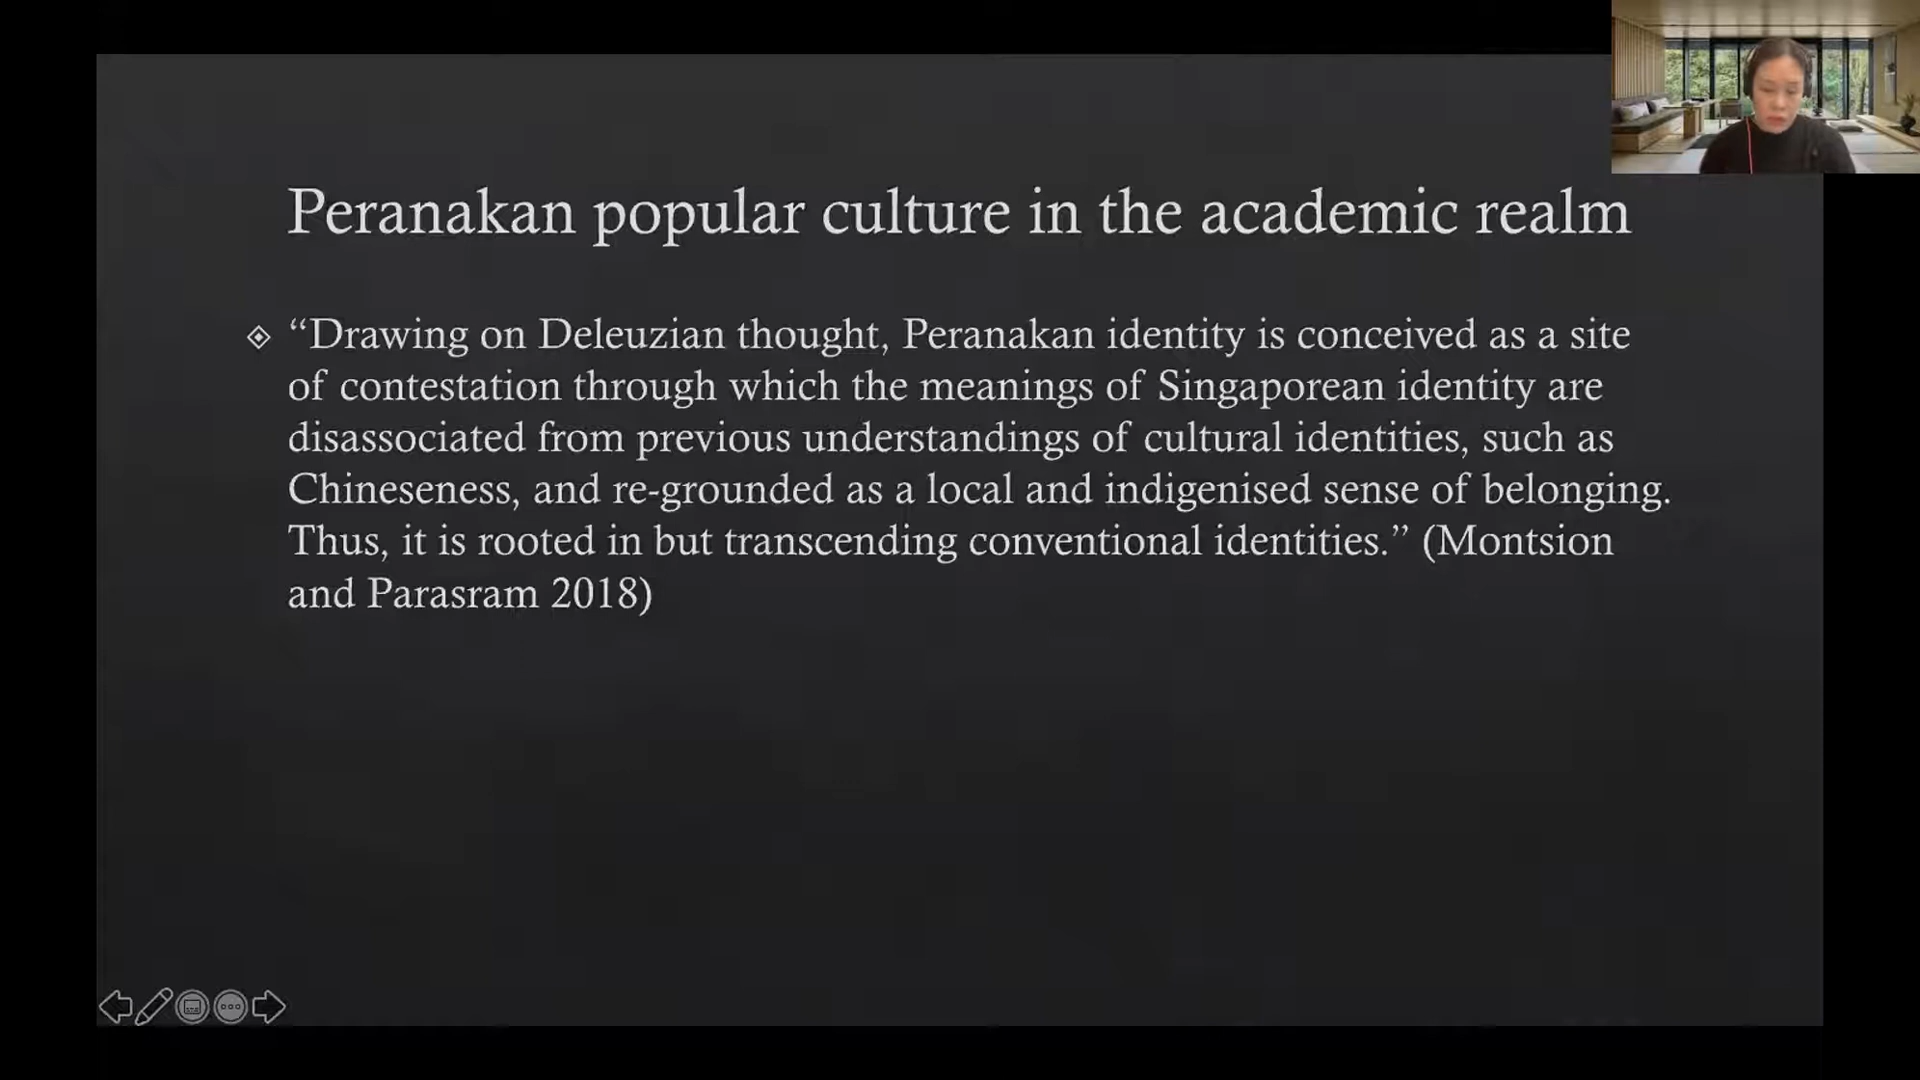 Peranakan popular culture in the academic realm
“Drawing on Deleuzian thought, Peranakan identity is conceived as a site
of contestation through which the meanings of Singaporean identity are
disassociated from previous understandings of cultural identities, such as
Chineseness, and re-grounded as a local and indigenised sense of belonging.
Thus, it is rooted in but transcending conventional identities.” (Montsion
and Parasram 2018)